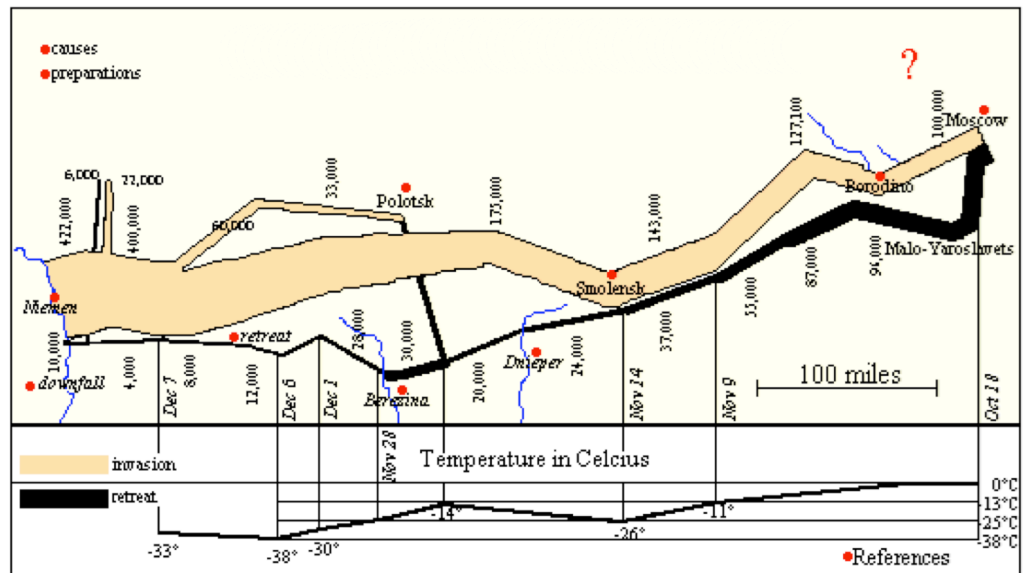 causes
preparations
?
Moscow
100,000
127,100
Borodino
6,000
22,000
33,000
Polotsk
175,000
143,000
422,000
400,000
60,000
Malo-Yaroslwets
Smolensk
Niemen
87,000
96,000
55,000
retreat
28,000
30,000
Dnieper
37,000
24,000
10,000
downfall
4,000
8,000
12,000
Berezina
20,000
100 miles
Dec 7
Dec 6
Dec 1
Nov 28
Nov 14
Nov 9
Oct 18
invasion
Temperature in Celcius
retreat
0°C
-13°C
-25°C
-38°C
-14°
-11°
-26°
-33°
-38°
-30°
References